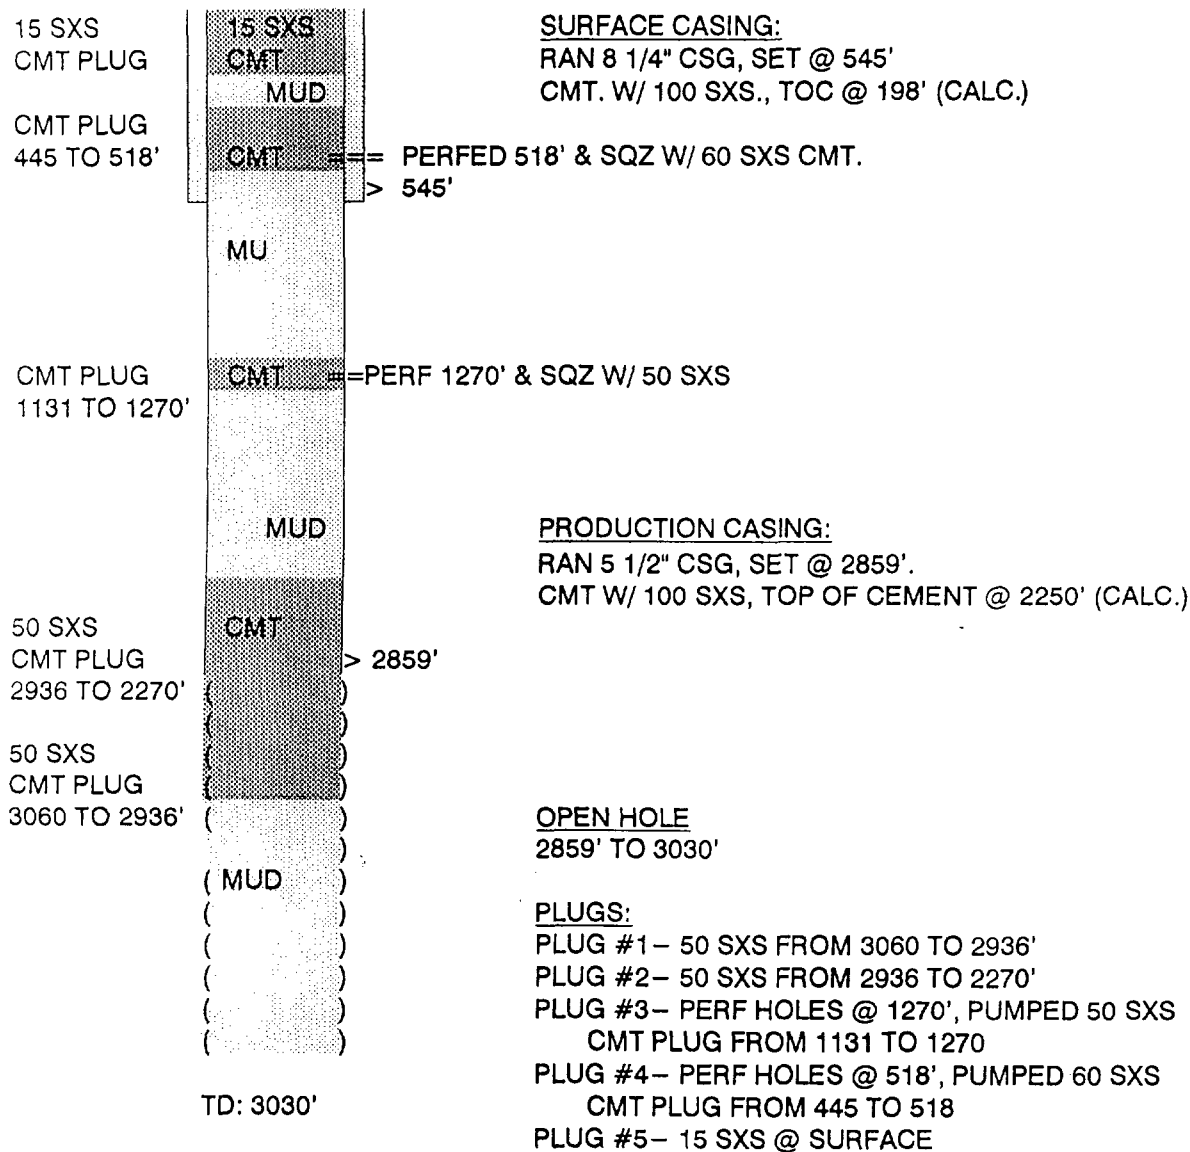 15 SXS
CMT PLUG
15 SXS
CMT
MUD
CMT PLUG
445 TO 518'
CMT === PERFED 518' & SQZ W/ 60 SXS CMT.
> 545'
MU
CMT PLUG
1131 TO 1270'
CMT ==PERF 1270' & SQZ W/ 50 SXS
MUD
50 SXS
CMT PLUG
2936 TO 2270'
CMT
> 2859'
50 SXS
CMT PLUG
3060 TO 2936'
MUD
TD: 3030'
SURFACE CASING:
RAN 8 1/4" CSG, SET @ 545'
CMT. W/ 100 SXS., TOC @ 198' (CALC.)
PRODUCTION CASING:
RAN 5 1/2" CSG, SET @ 2859'.
CMT W/ 100 SXS, TOP OF CEMENT @ 2250' (CALC.)
OPEN HOLE
2859' TO 3030'
PLUGS:
PLUG #1– 50 SXS FROM 3060 TO 2936'
PLUG #2– 50 SXS FROM 2936 TO 2270'
PLUG #3– PERF HOLES @ 1270', PUMPED 50 SXS
CMT PLUG FROM 1131 TO 1270
PLUG #4– PERF HOLES @ 518', PUMPED 60 SXS
CMT PLUG FROM 445 TO 518
PLUG #5– 15 SXS @ SURFACE